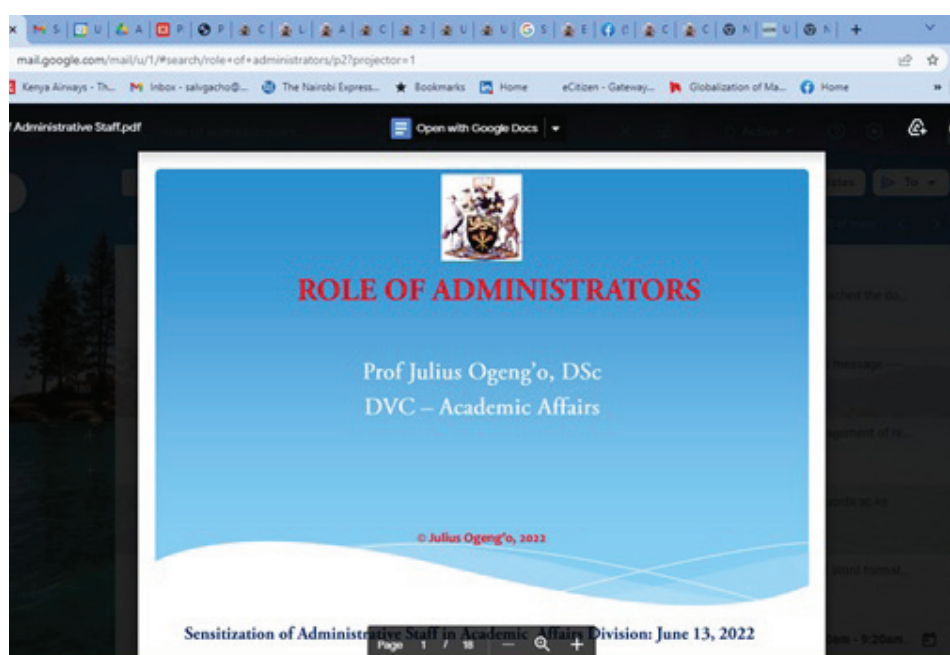 S U A P P C L A C 2 U U S E C C N U N +
mail.google.com/mail/u/1/#search/role+of+administrators/p2?projector=1
Kenya Airways - Th... Inbox - salvgacho@... The Nairobi Express... Bookmarks Home eCitizen - Gateway... Globalization of Ma... Home »
Administrative Staff.pdf
Open with Google Docs
ROLE OF ADMINISTRATORS
Prof Julius Ogeng'o, DSc
DVC – Academic Affairs
© Julius Ogeng'o, 2022
Sensitization of Administrative Staff in Academic Affairs Division: June 13, 2022
Page 1 / 18 — +